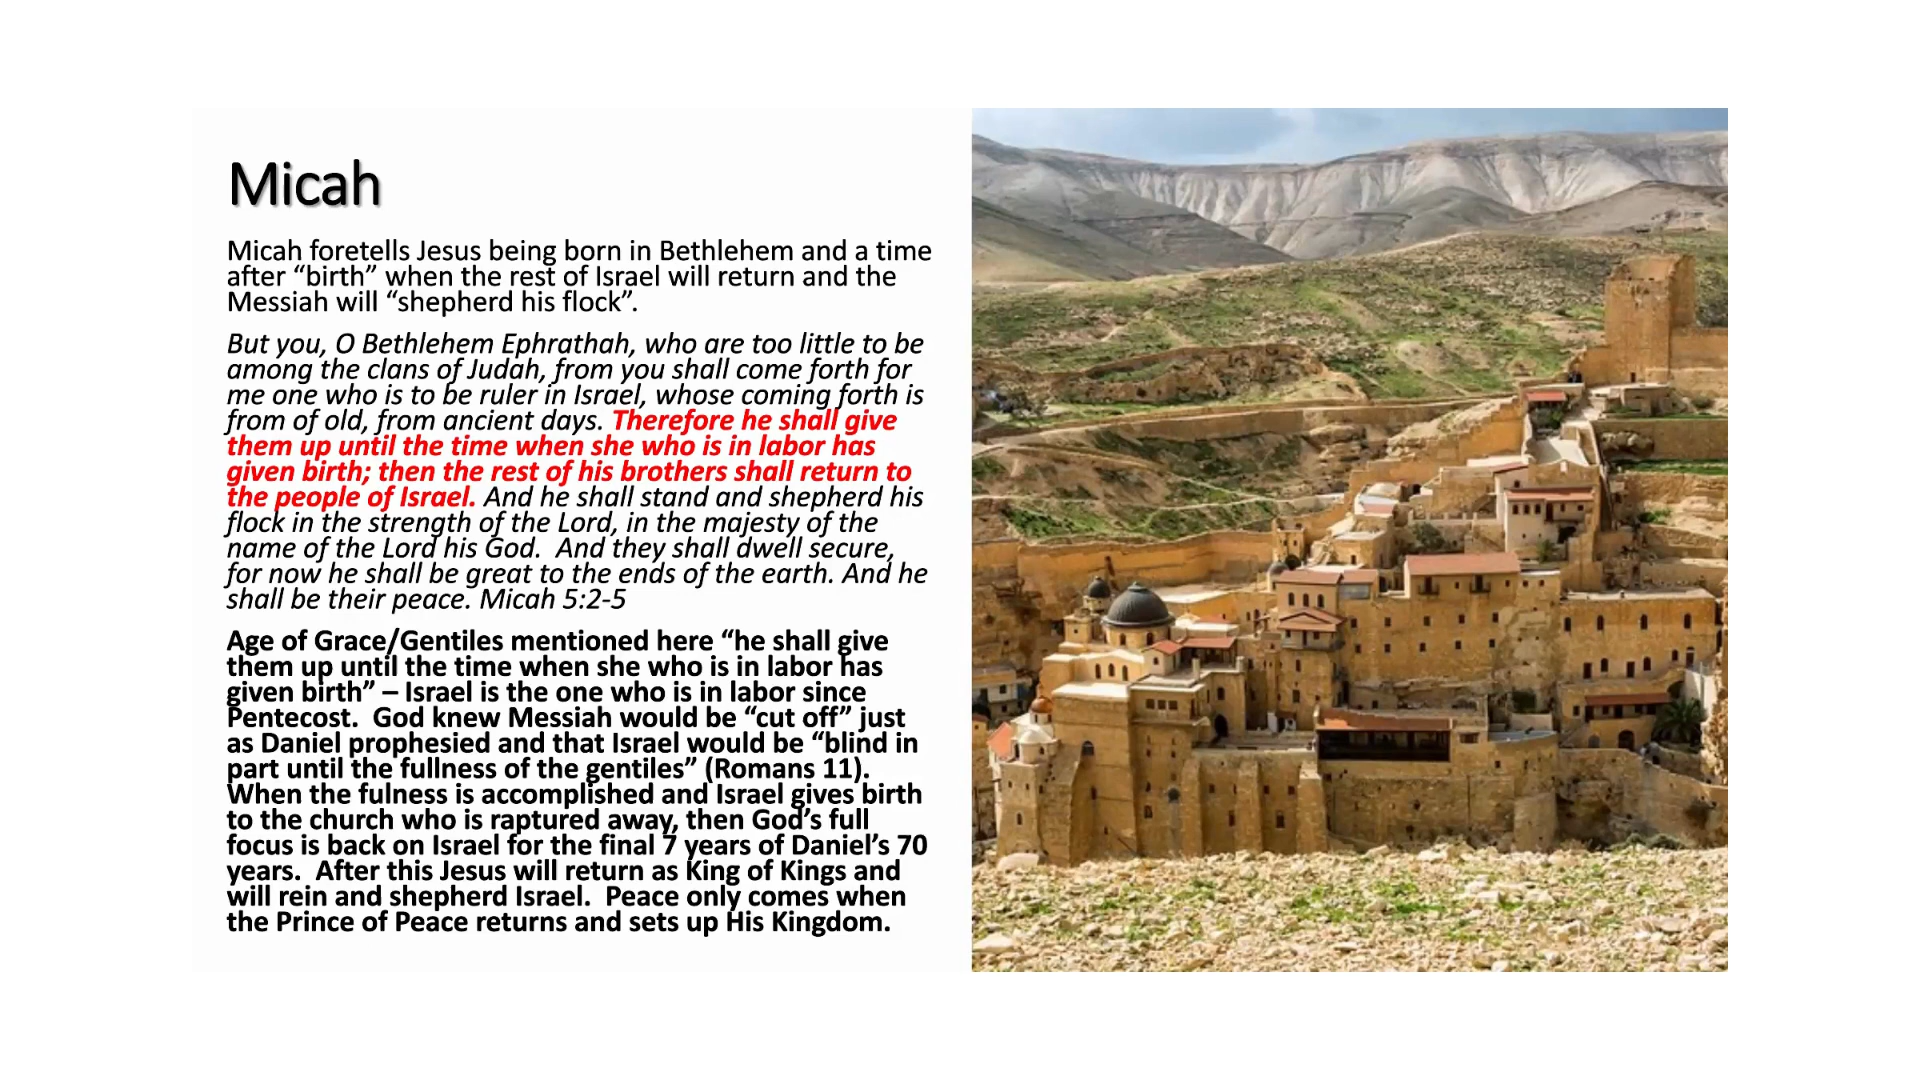 Micah
Micah foretells Jesus being born in Bethlehem and a time
after “birth” when the rest of Israel will return and the
Messiah will “shepherd his flock”.
But you, O Bethlehem Ephrathah, who are too little to be
among the clans of Judah, from you shall come forth for
me one who is to be ruler in Israel, whose coming forth is
from of old, from ancient days. Therefore he shall give
them up until the time when she who is in labor has
given birth; then the rest of his brothers shall return to
the people of Israel. And he shall stand and shepherd his
flock in the strength of the Lord, in the majesty of the
name of the Lord his God.  And they shall dwell secure,
for now he shall be great to the ends of the earth. And he
shall be their peace. Micah 5:2-5
Age of Grace/Gentiles mentioned here “he shall give
them up until the time when she who is in labor has
given birth” – Israel is the one who is in labor since
Pentecost.  God knew Messiah would be “cut off” just
as Daniel prophesied and that Israel would be “blind in
part until the fullness of the gentiles” (Romans 11).
When the fulness is accomplished and Israel gives birth
to the church who is raptured away, then God’s full
focus is back on Israel for the final 7 years of Daniel’s 70
years.  After this Jesus will return as King of Kings and
will rein and shepherd Israel.  Peace only comes when
the Prince of Peace returns and sets up His Kingdom.